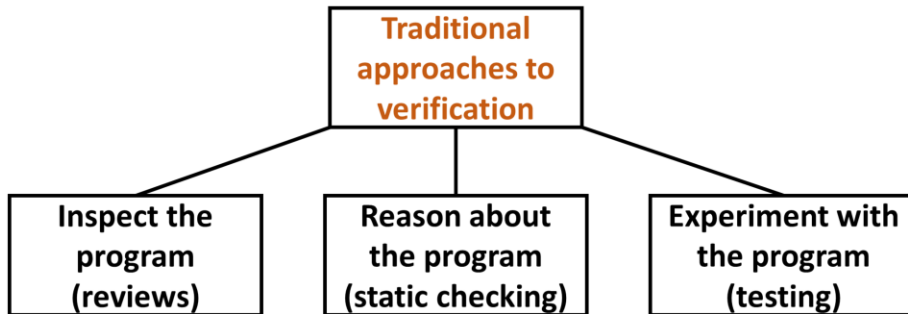 Traditional
approaches to
verification
Inspect the
program
(reviews)
Reason about
the program
(static checking)
Experiment with
the program
(testing)